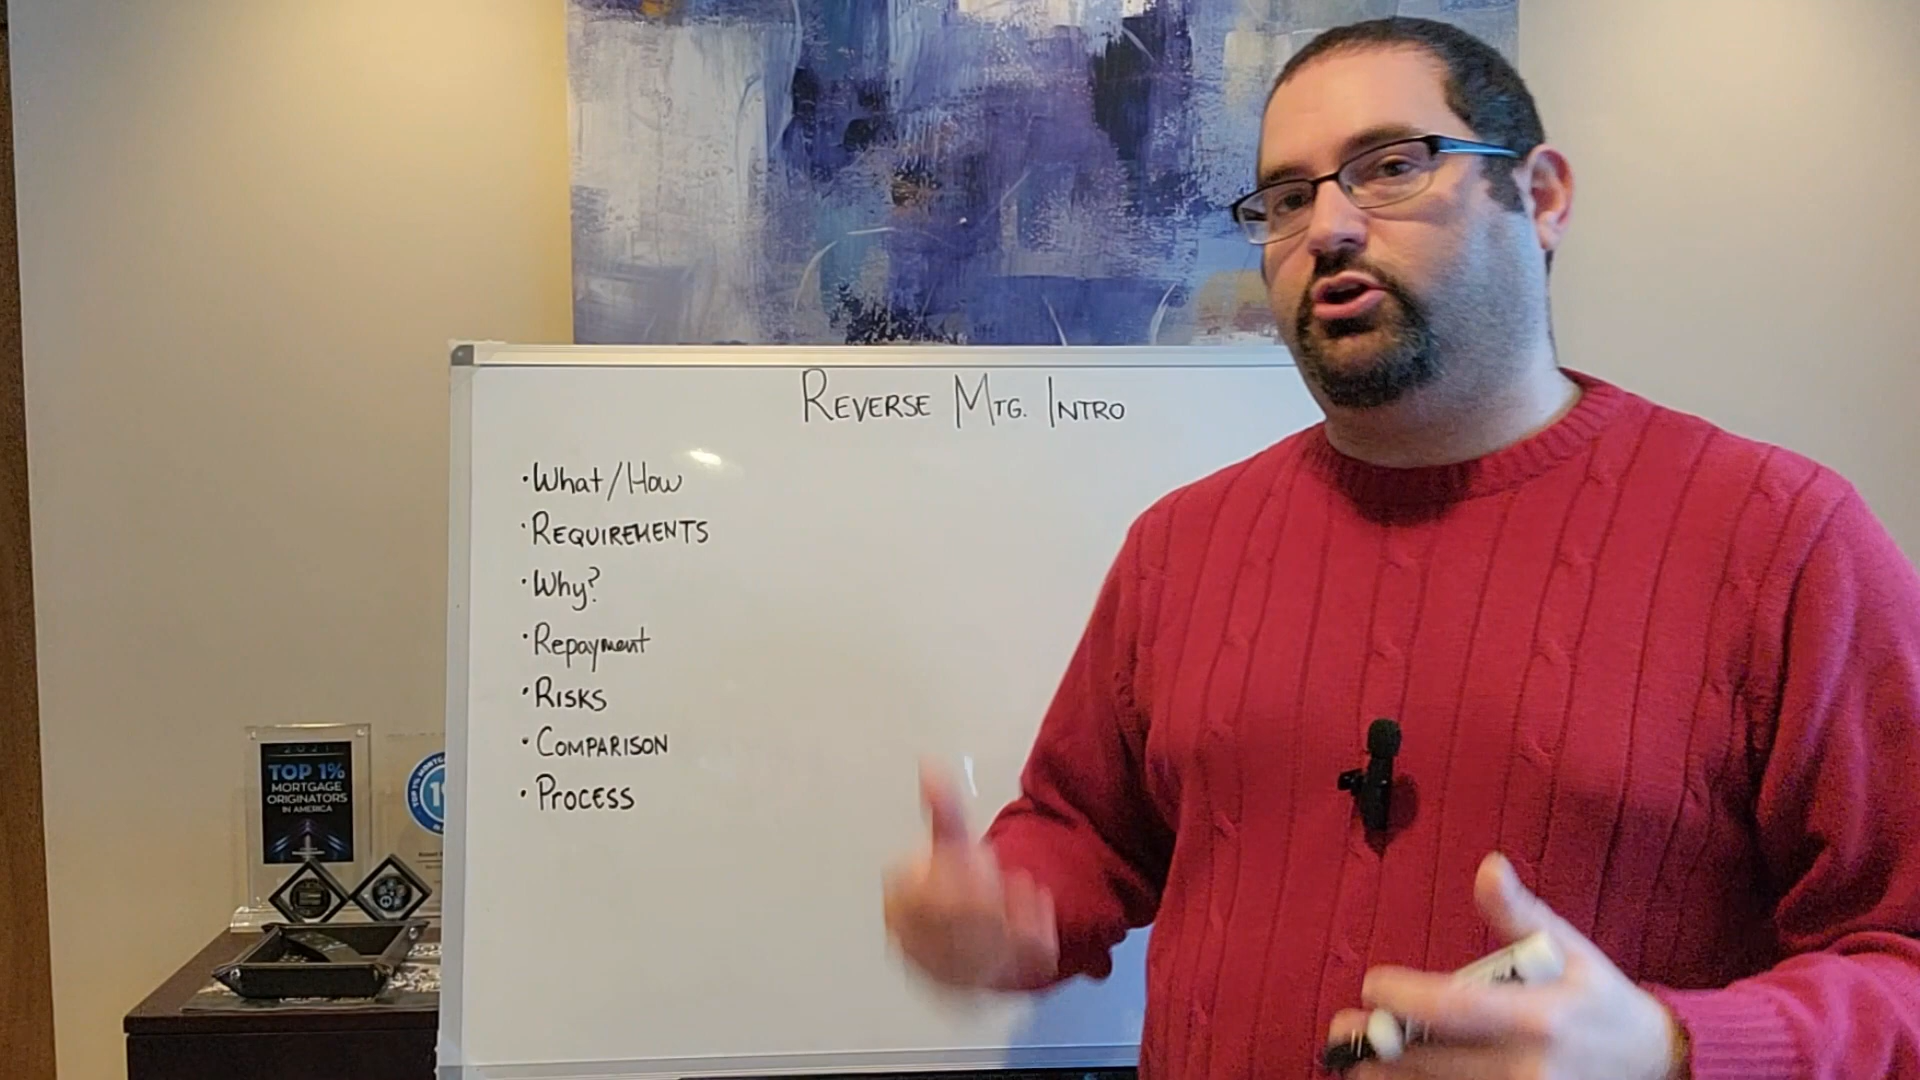 REVERSE MTG. INTRO
·What/How
·REQUIREMENTS
·Why?
·Repayment
·RISKS
·COMPARISON
·PROCESS
2021
TOP 1%
MORTGAGE
ORIGINATORS
IN AMERICA